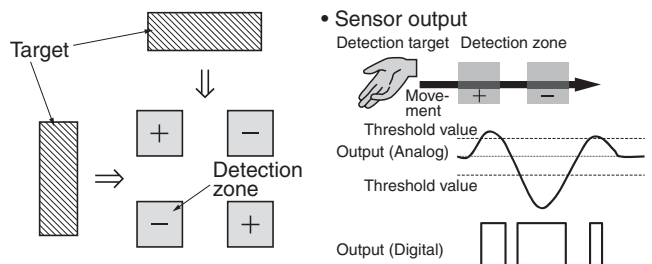 Target
+
−
Detection
zone
−
+
• Sensor output
Detection target
Detection zone
Move-
ment
+
−
Threshold value
Output (Analog)
Threshold value
Output (Digital)